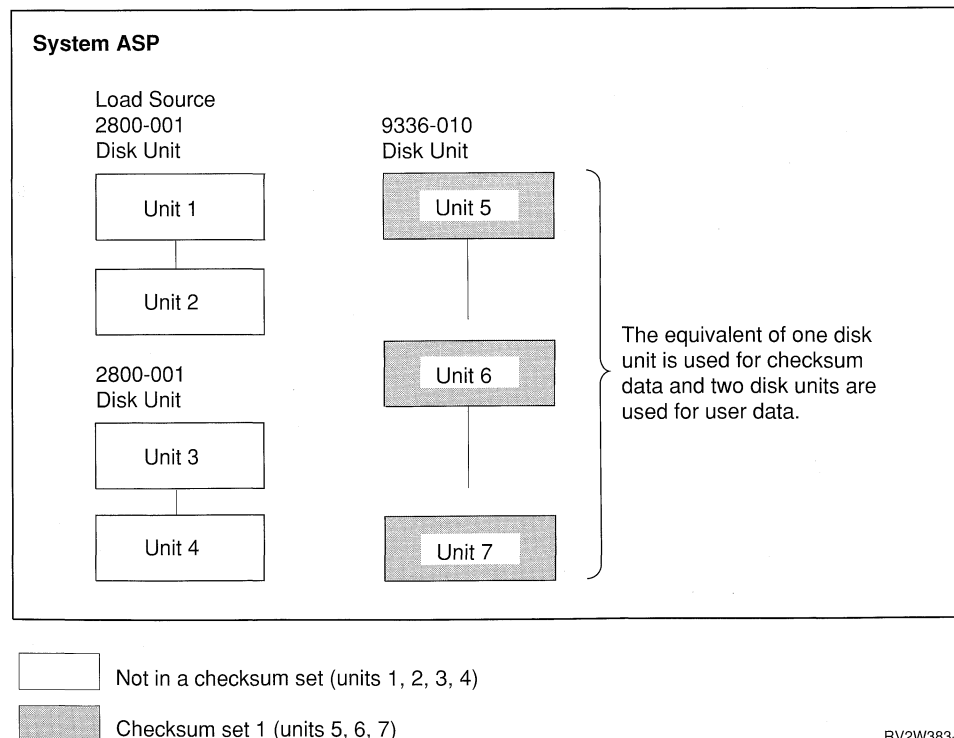 System ASP
Load Source
2800-001
Disk Unit
Unit 1
Unit 2
2800-001
Disk Unit
Unit 3
Unit 4
9336-010
Disk Unit
Unit 5
Unit 6
Unit 7
The equivalent of one disk
unit is used for checksum
data and two disk units are
used for user data.
Not in a checksum set (units 1, 2, 3, 4)
Checksum set 1 (units 5, 6, 7)
RV2W383-